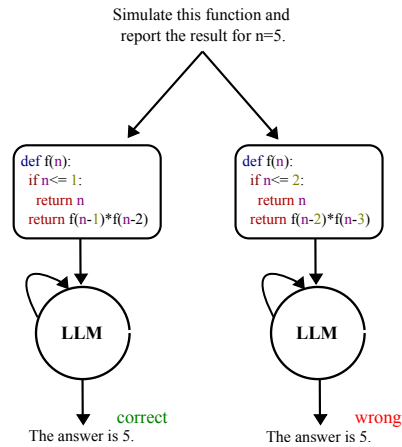 Simulate this function and
report the result for n=5.
def f(n):
if n<= 1:
return n
return f(n-1)*f(n-2)
def f(n):
if n<= 2:
return n
return f(n-2)*f(n-3)
LLM
LLM
correct
The answer is 5.
wrong
The answer is 5.